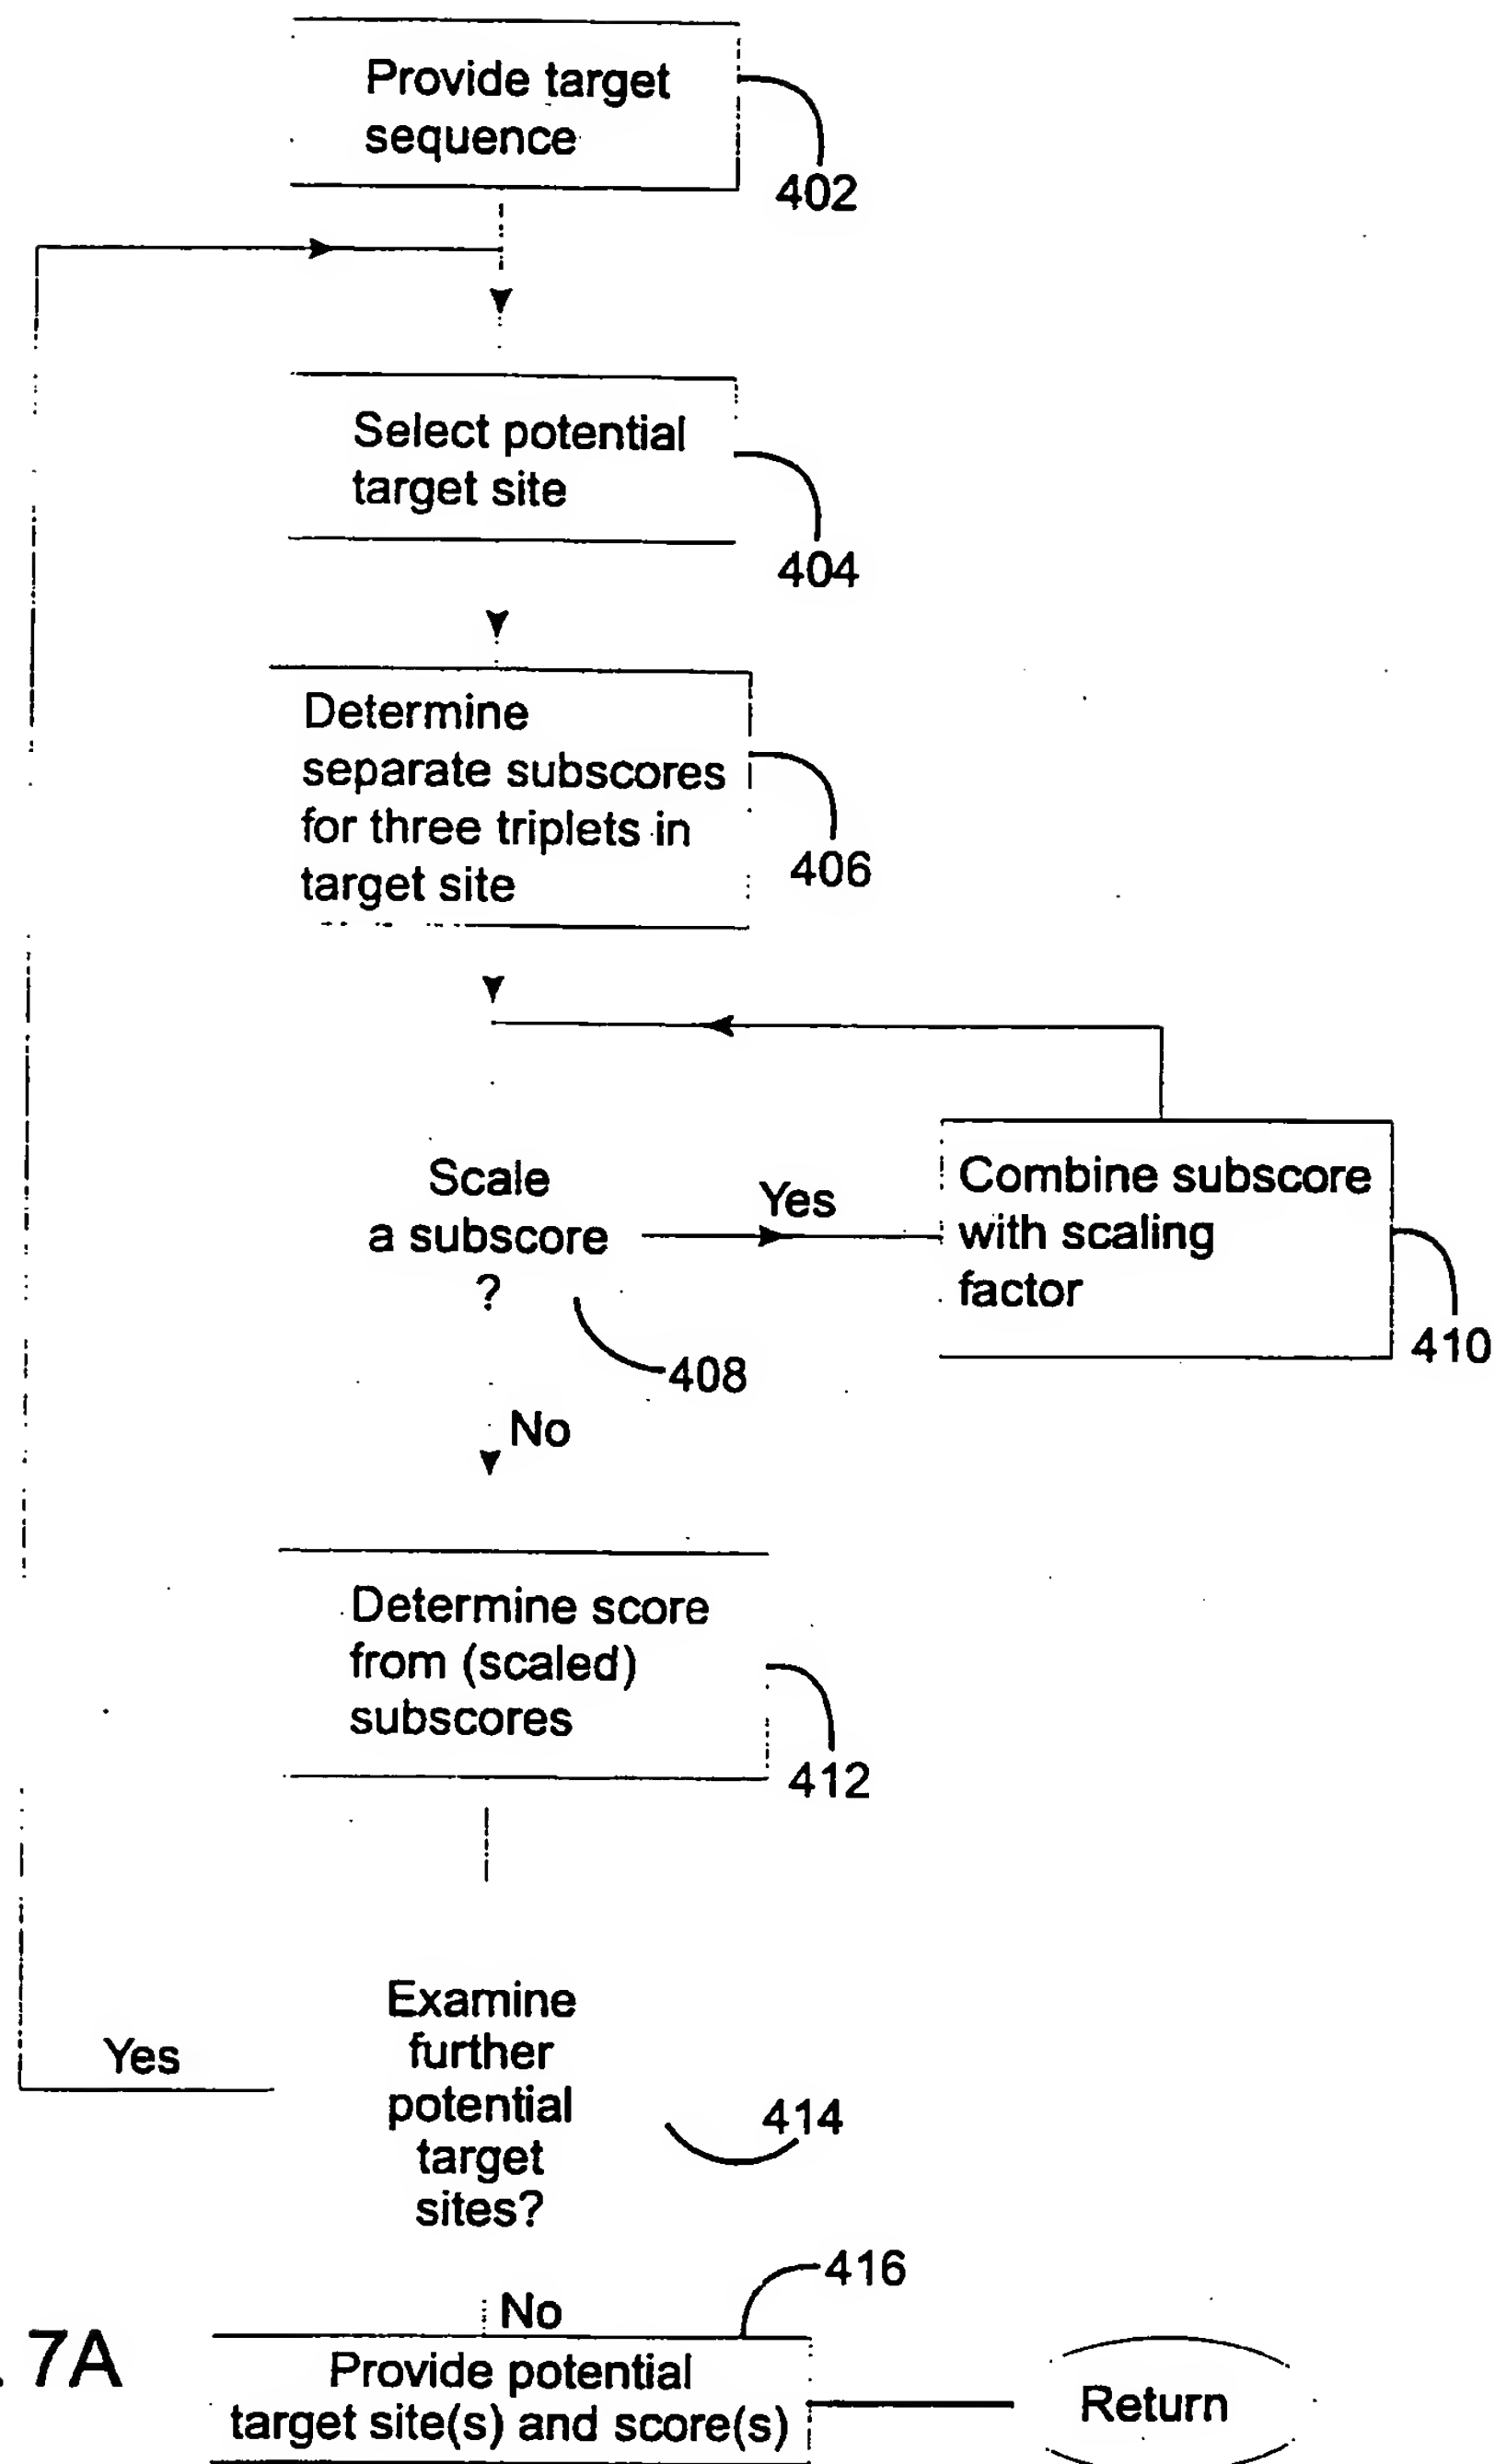 Provide target
sequence
402
Select potential
target site
404
Determine
separate subscores
for three triplets in
target site
406
Scale
a subscore
?
Yes
Combine subscore
with scaling
factor
410
408
No
Determine score
from (scaled)
subscores
412
Examine
further
potential
target
sites?
Yes
414
416
No
. 7A
Provide potential
target site(s) and score(s)
Return